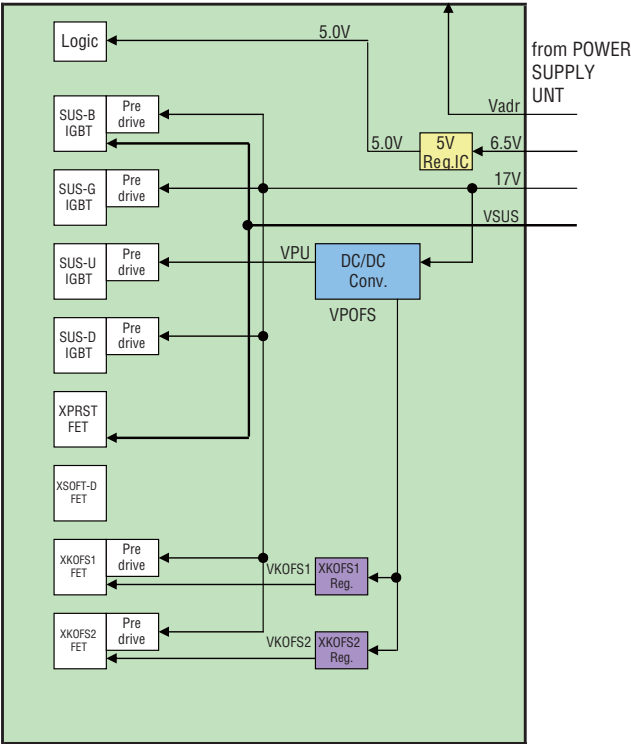 5.0V
Logic
from POWER
SUPPLY
UNT
Vadr
SUS-B
IGBT
Pre
drive
5.0V
5V
Reg.IC
6.5V
SUS-G
IGBT
Pre
drive
17V
VSUS
SUS-U
IGBT
Pre
drive
VPU
DC/DC
Conv.
VPOFS
SUS-D
IGBT
Pre
drive
XPRST
FET
XSOFT-D
FET
XKOFS1
FET
Pre
drive
VKOFS1
XKOFS1
Reg.
XKOFS2
FET
Pre
drive
VKOFS2
XKOFS2
Reg.